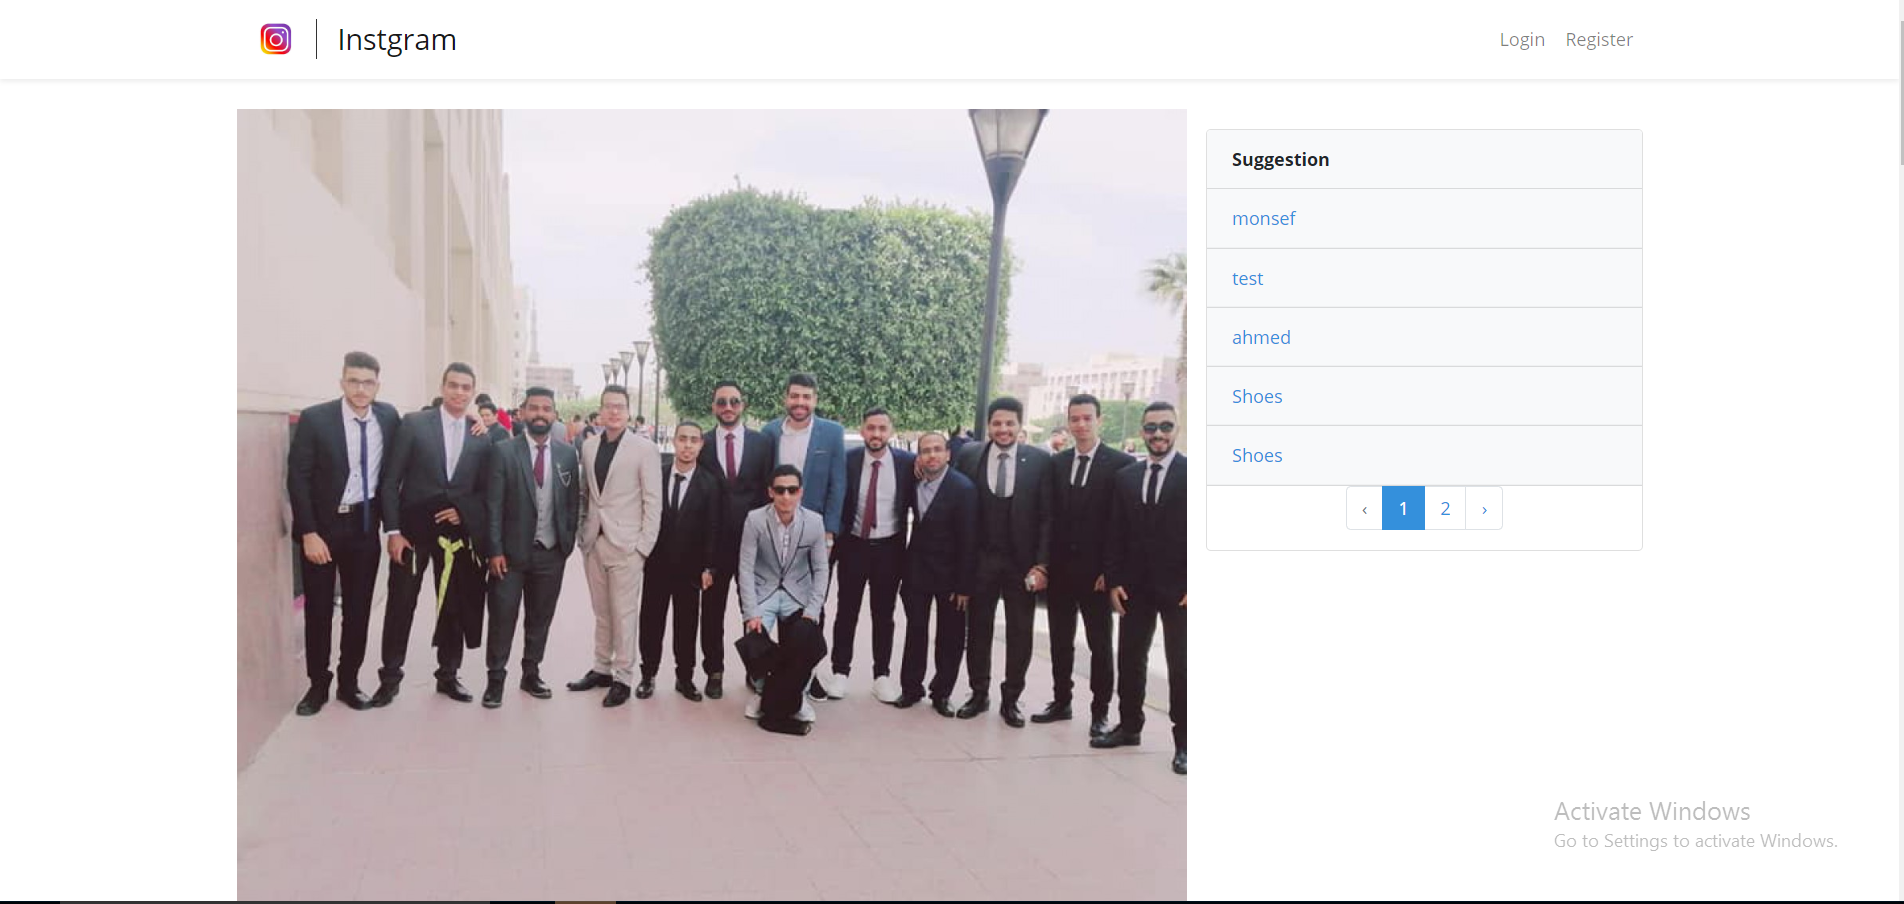 Instgram
Login Register
Suggestion
monsef
test
ahmed
Shoes
Shoes
‹ 1 2 ›
Activate Windows
Go to Settings to activate Windows.